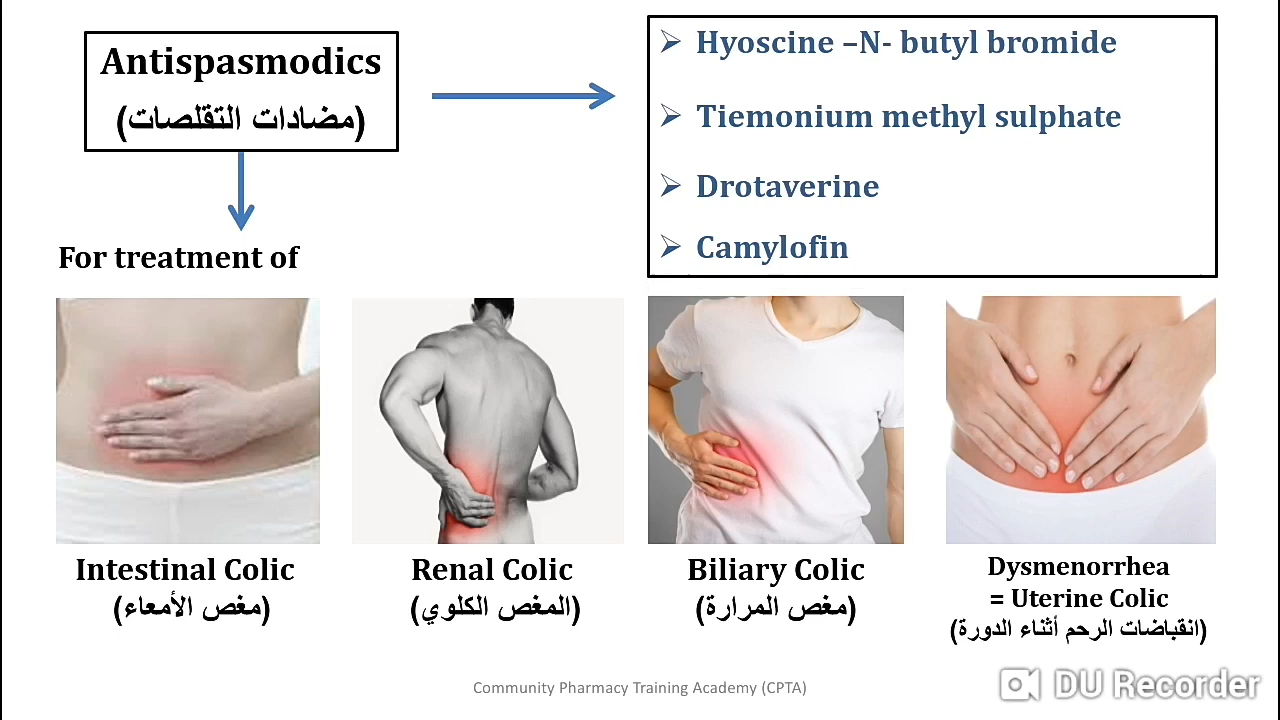 Antispasmodics
(مضادات التقلصات)
➢ Hyoscine –N- butyl bromide
➢ Tiemonium methyl sulphate
➢ Drotaverine
➢ Camylofin
For treatment of
Intestinal Colic
(مغص الأمعاء)
Renal Colic
(المغص الكلوي)
Biliary Colic
(مغص المرارة)
Dysmenorrhea
= Uterine Colic
(انقباضات الرحم أثناء الدورة)
Community Pharmacy Training Academy (CPTA)
DU Recorder